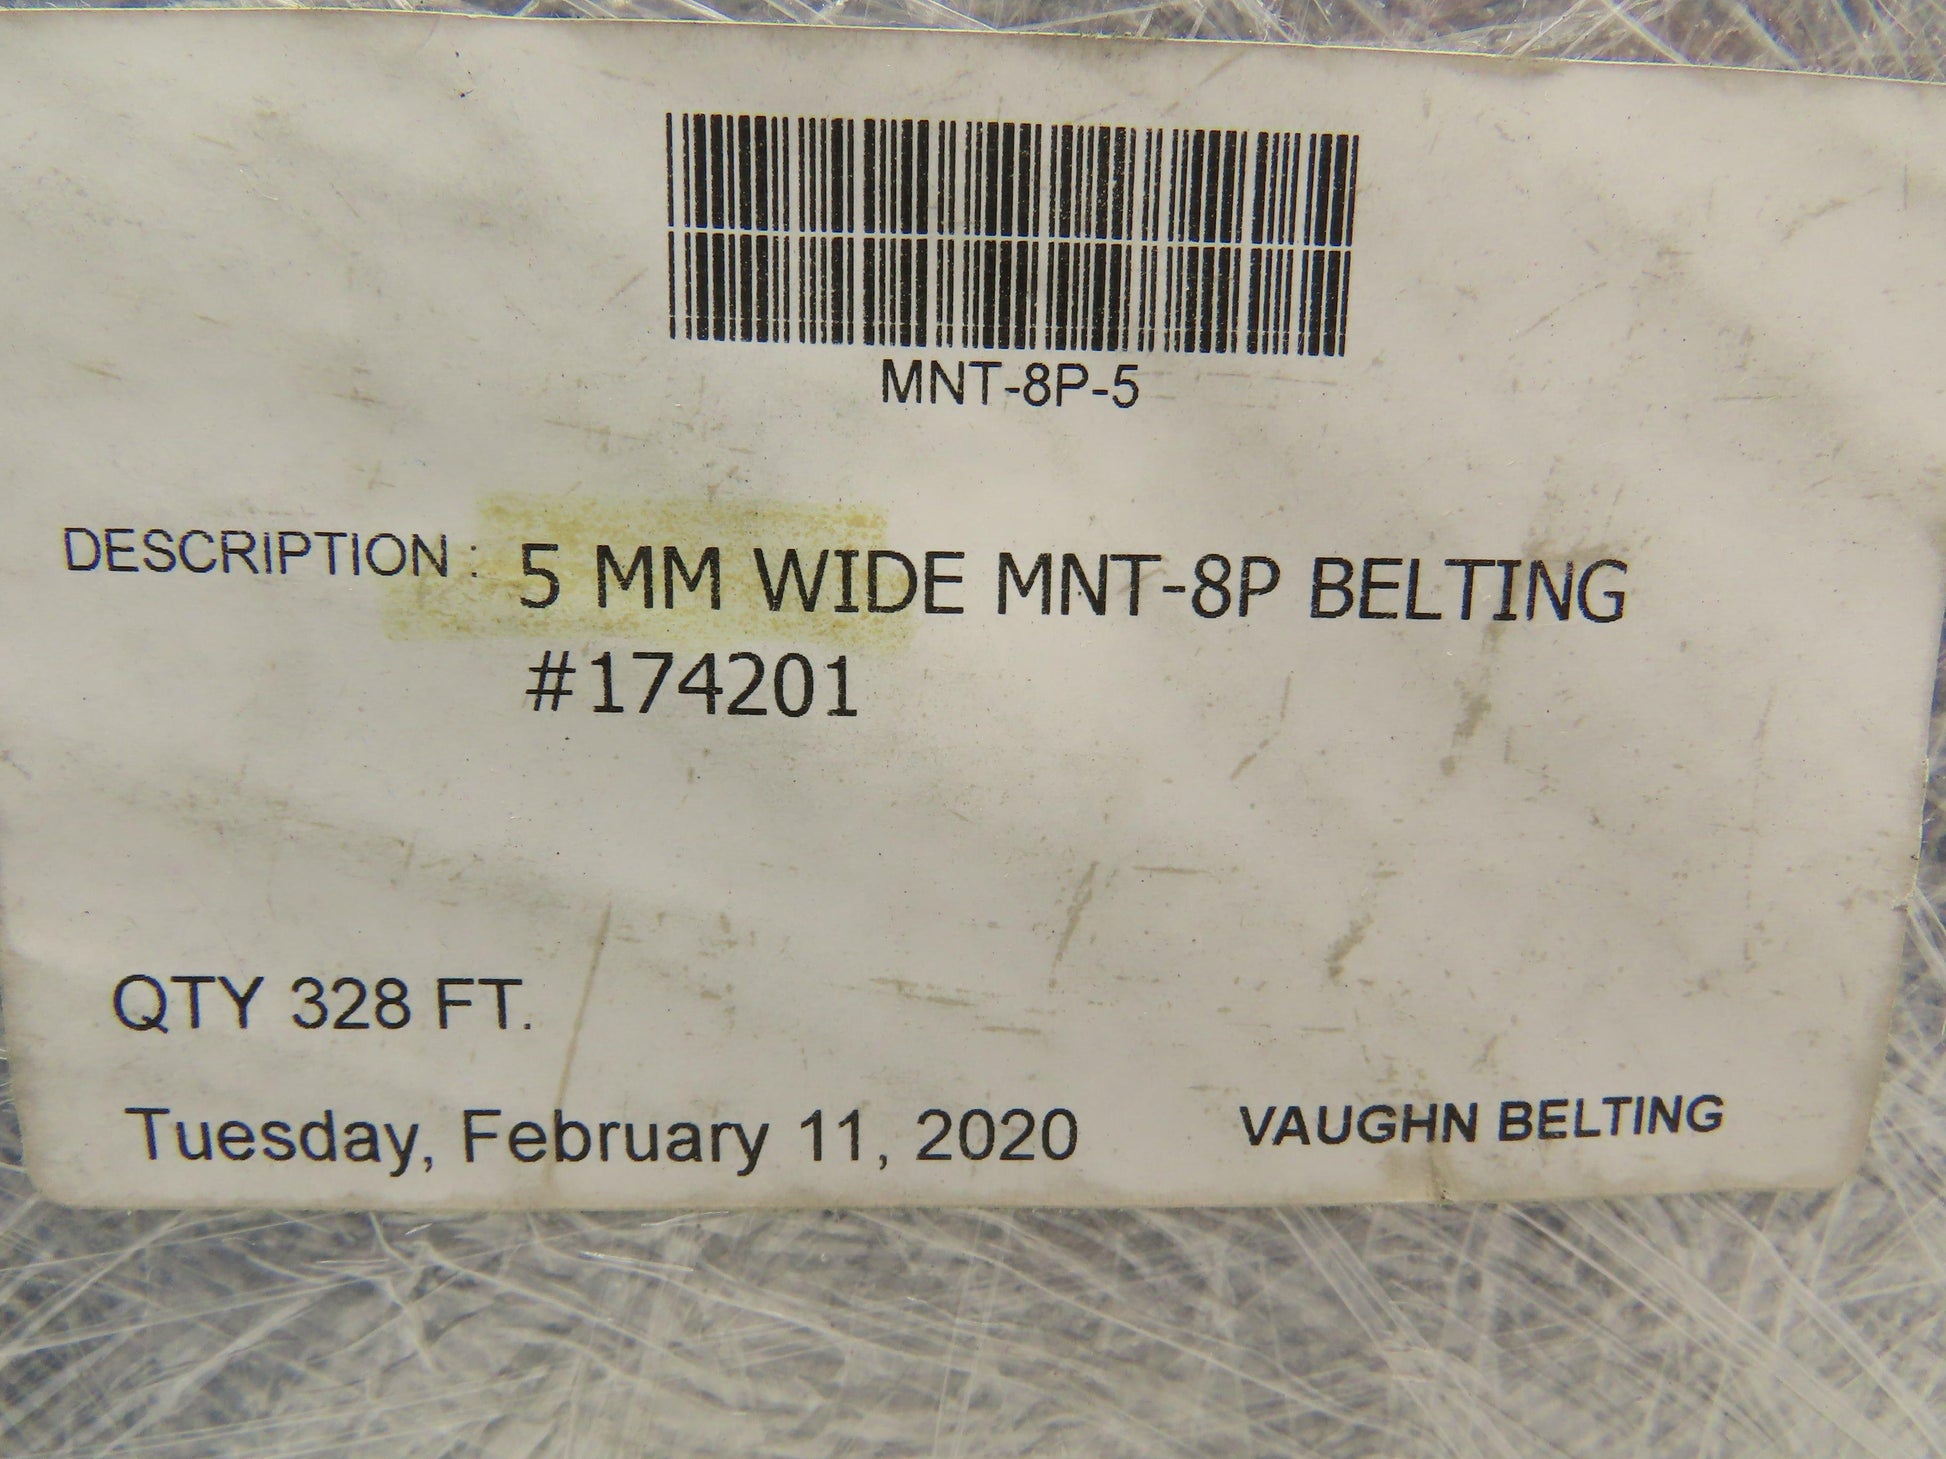 MNT-8P-5
DESCRIPTION : 5 MM WIDE MNT-8P BELTING
#174201
QTY 328 FT.
Tuesday, February 11, 2020 VAUGHN BELTING